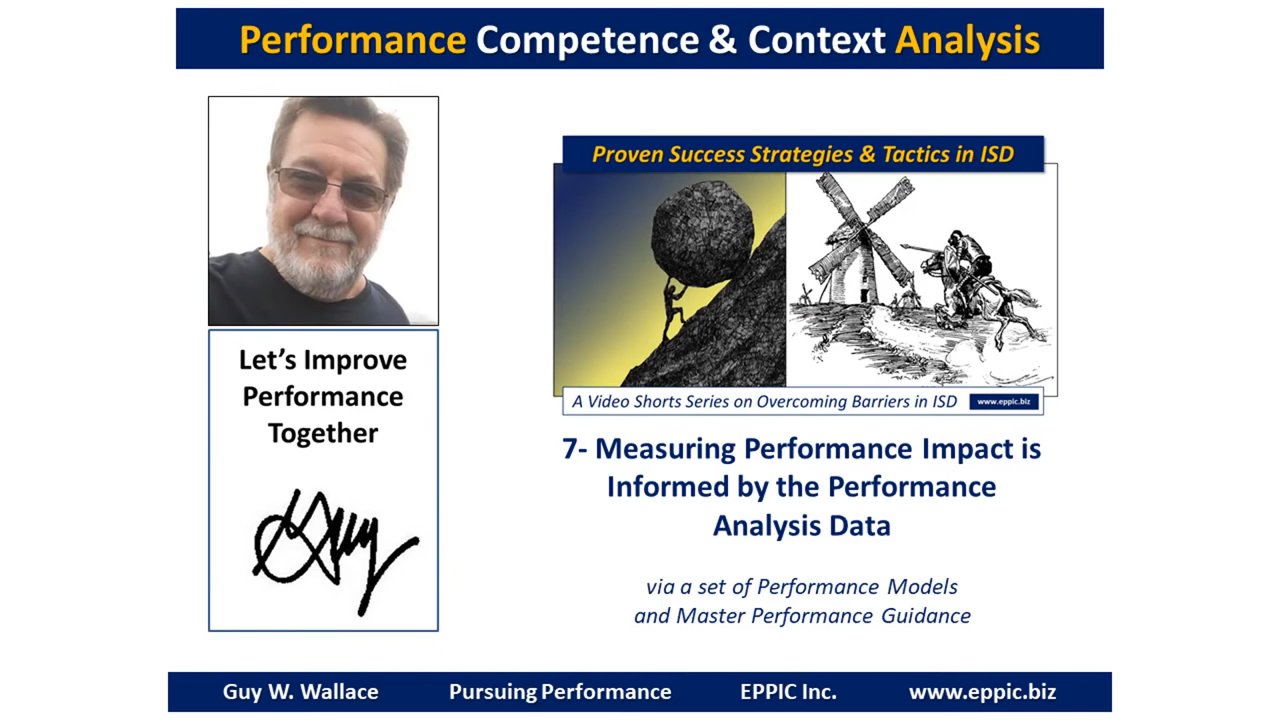 Performance Competence & Context Analysis
Let's Improve
Performance
Together
Guy
Proven Success Strategies & Tactics in ISD
A Video Shorts Series on Overcoming Barriers in ISD www.eppic.biz
7- Measuring Performance Impact is
Informed by the Performance
Analysis Data
via a set of Performance Models
and Master Performance Guidance
Guy W. Wallace Pursuing Performance EPPIC Inc. www.eppic.biz